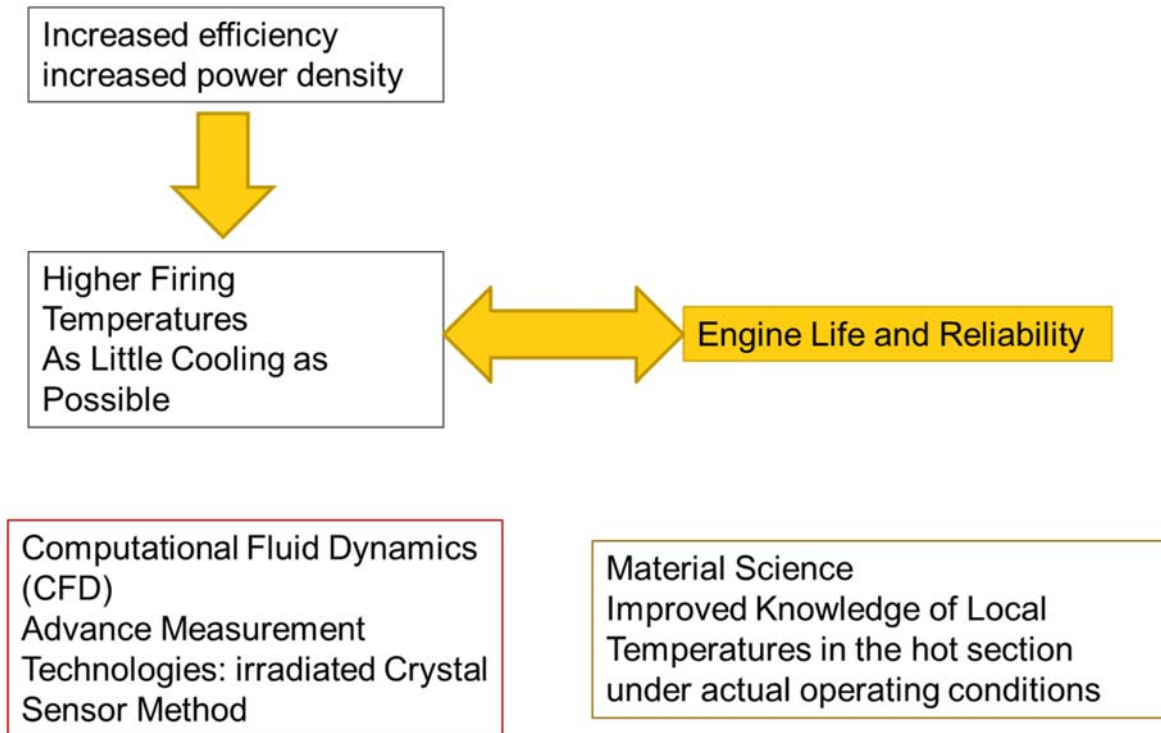 Increased efficiency
increased power density
Higher Firing
Temperatures
As Little Cooling as
Possible
Engine Life and Reliability
Computational Fluid Dynamics
(CFD)
Advance Measurement
Technologies: irradiated Crystal
Sensor Method
Material Science
Improved Knowledge of Local
Temperatures in the hot section
under actual operating conditions